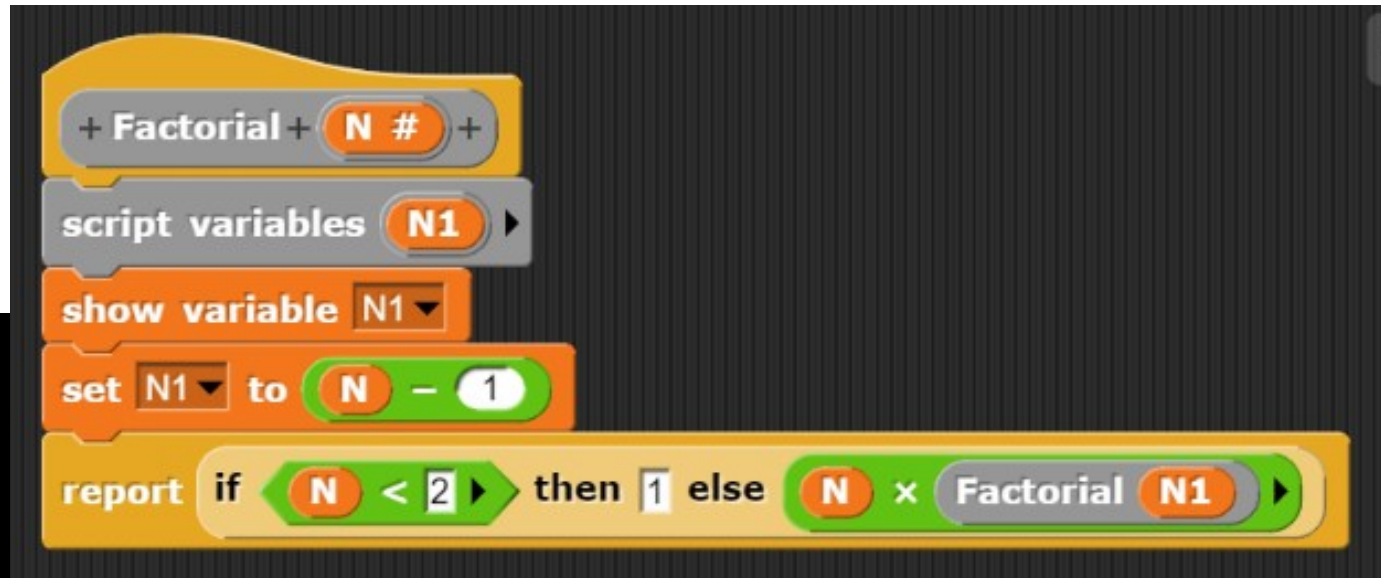 + Factorial + N # +
script variables N1
show variable N1
set N1 to N - 1
report if N < 2 then 1 else N × Factorial N1